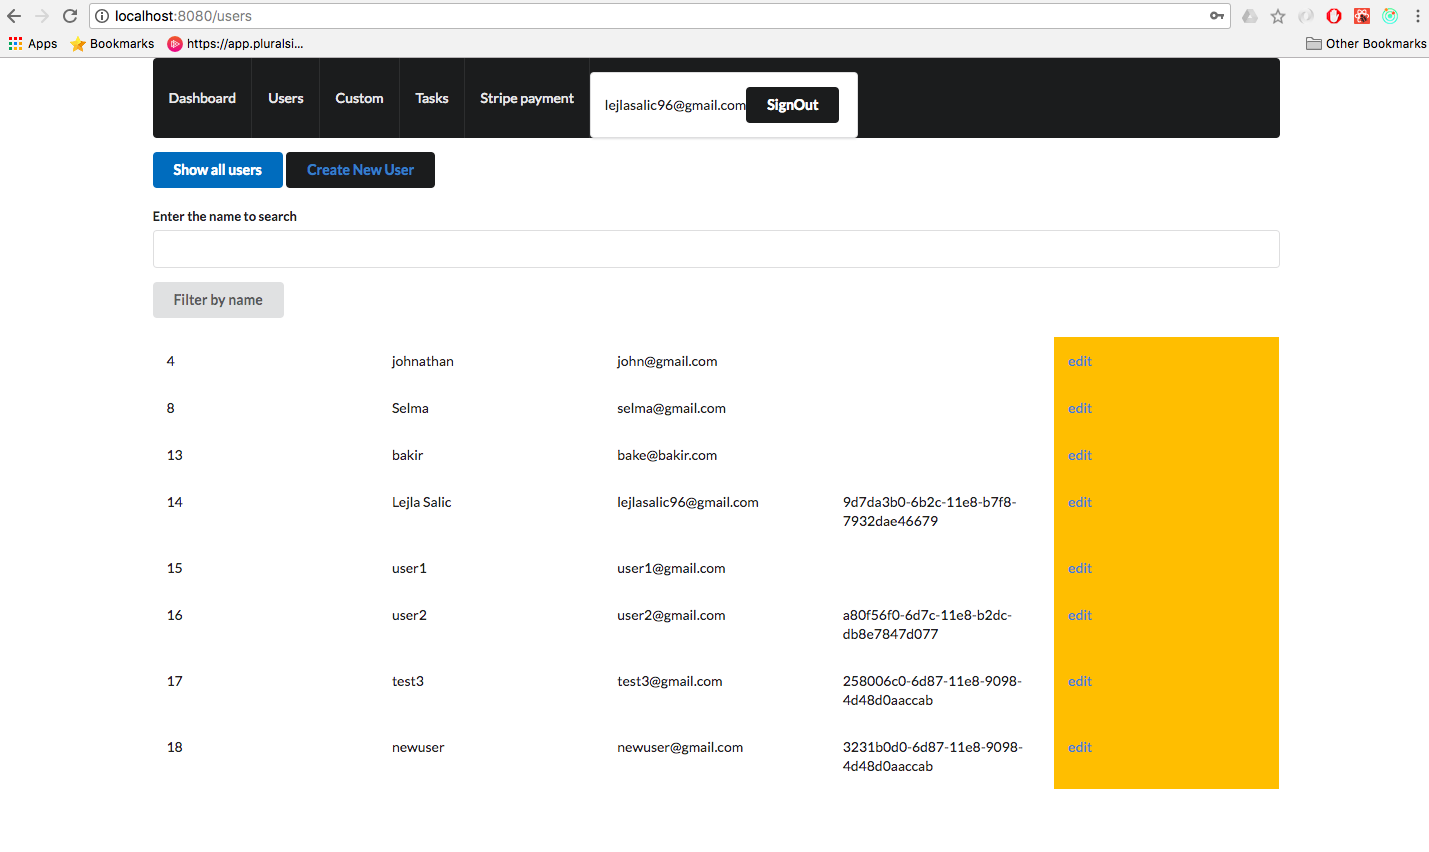 localhost:8080/users
Apps Bookmarks https://app.pluralsi... Other Bookmarks
Dashboard Users Custom Tasks Stripe payment lejlasalic96@gmail.com SignOut
Show all users Create New User
Enter the name to search
Filter by name
4 johnathan john@gmail.com edit
8 Selma selma@gmail.com edit
13 bakir bake@bakir.com edit
14 Lejla Salic lejlasalic96@gmail.com 9d7da3b0-6b2c-11e8-b7f8- edit
7932dae46679
15 user1 user1@gmail.com edit
16 user2 user2@gmail.com a80f56f0-6d7c-11e8-b2dc- edit
db8e7847d077
17 test3 test3@gmail.com 258006c0-6d87-11e8-9098- edit
4d48d0aaccab
18 newuser newuser@gmail.com 3231b0d0-6d87-11e8-9098- edit
4d48d0aaccab